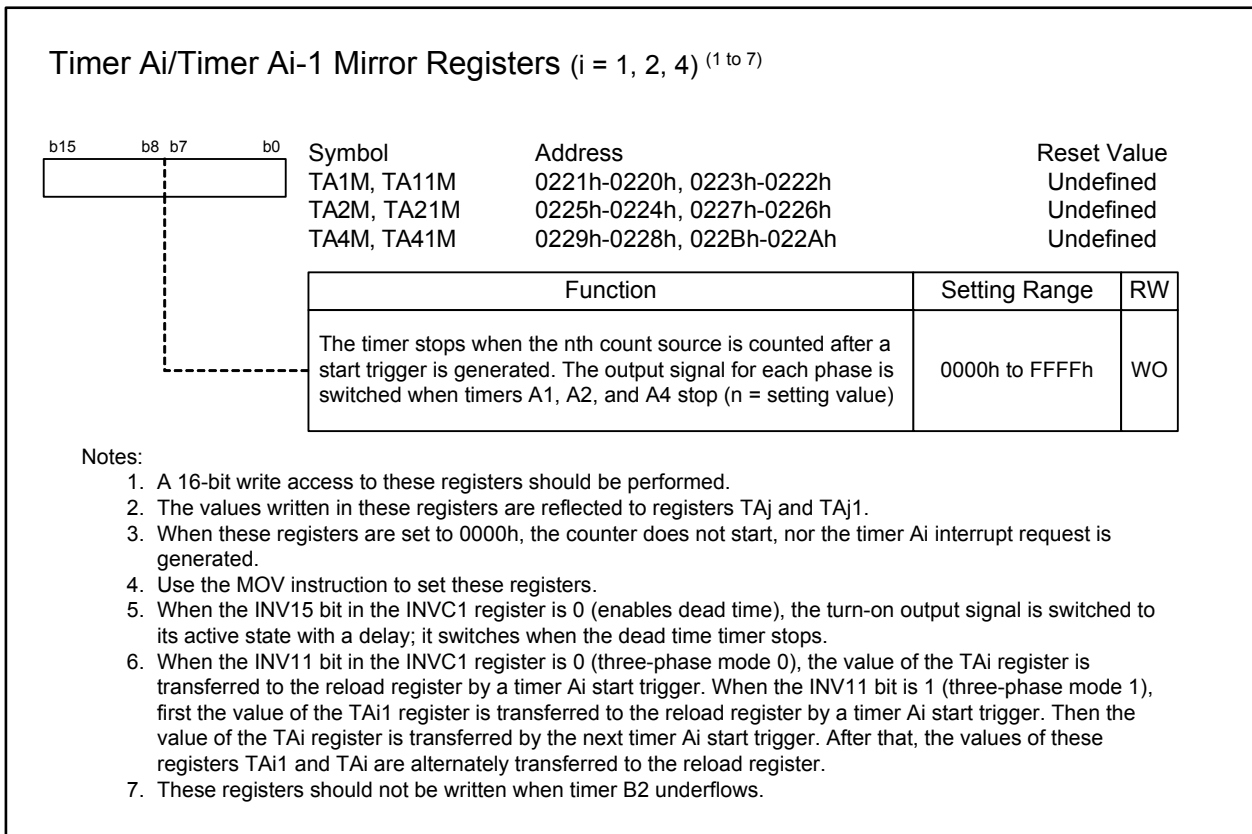 Timer Ai/Timer Ai-1 Mirror Registers (i = 1, 2, 4) (1 to 7)
b15 b8 b7 b0
Symbol Address Reset Value
TA1M, TA11M 0221h-0220h, 0223h-0222h Undefined
TA2M, TA21M 0225h-0224h, 0227h-0226h Undefined
TA4M, TA41M 0229h-0228h, 022Bh-022Ah Undefined
Function Setting Range RW
The timer stops when the nth count source is counted after a
start trigger is generated. The output signal for each phase is
switched when timers A1, A2, and A4 stop (n = setting value)
0000h to FFFFh WO
Notes:
1. A 16-bit write access to these registers should be performed.
2. The values written in these registers are reflected to registers TAj and TAj1.
3. When these registers are set to 0000h, the counter does not start, nor the timer Ai interrupt request is
generated.
4. Use the MOV instruction to set these registers.
5. When the INV15 bit in the INVC1 register is 0 (enables dead time), the turn-on output signal is switched to
its active state with a delay; it switches when the dead time timer stops.
6. When the INV11 bit in the INVC1 register is 0 (three-phase mode 0), the value of the TAi register is
transferred to the reload register by a timer Ai start trigger. When the INV11 bit is 1 (three-phase mode 1),
first the value of the TAi1 register is transferred to the reload register by a timer Ai start trigger. Then the
value of the TAi register is transferred by the next timer Ai start trigger. After that, the values of these
registers TAi1 and TAi are alternately transferred to the reload register.
7. These registers should not be written when timer B2 underflows.